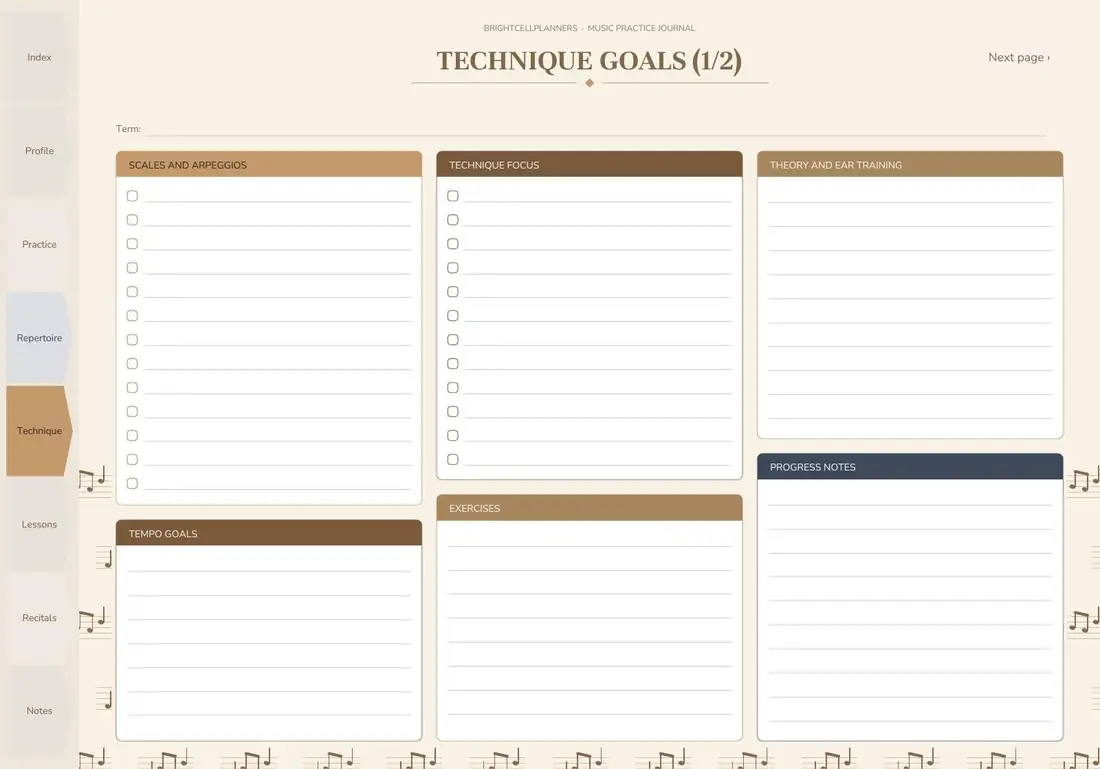 BRIGHTCELLPLANNERS · MUSIC PRACTICE JOURNAL
TECHNIQUE GOALS (1/2)
Next page ›
Index
Profile
Practice
Repertoire
Technique
Lessons
Recitals
Notes
Term:
SCALES AND ARPEGGIOS
TEMPO GOALS
TECHNIQUE FOCUS
EXERCISES
THEORY AND EAR TRAINING
PROGRESS NOTES